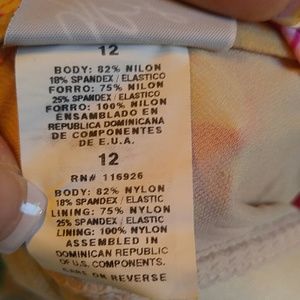 12
BODY: 82% NILON
18% SPANDEX / ELASTICO
FORRO: 75% NILON
25% SPANDEX / ELASTICO
FORRO: 100% NILON
ENSAMBLADO EN
REPUBLICA DOMINICANA
DE COMPONENTES
DE E.U.A.
12
RN# 116926
BODY: 82% NYLON
18% SPANDEX / ELASTIC
LINING: 75% NYLON
25% SPANDEX / ELASTIC
LINING: 100% NYLON
ASSEMBLED IN
DOMINICAN REPUBLIC
OF U.S. COMPONENTS.
ON REVERSE